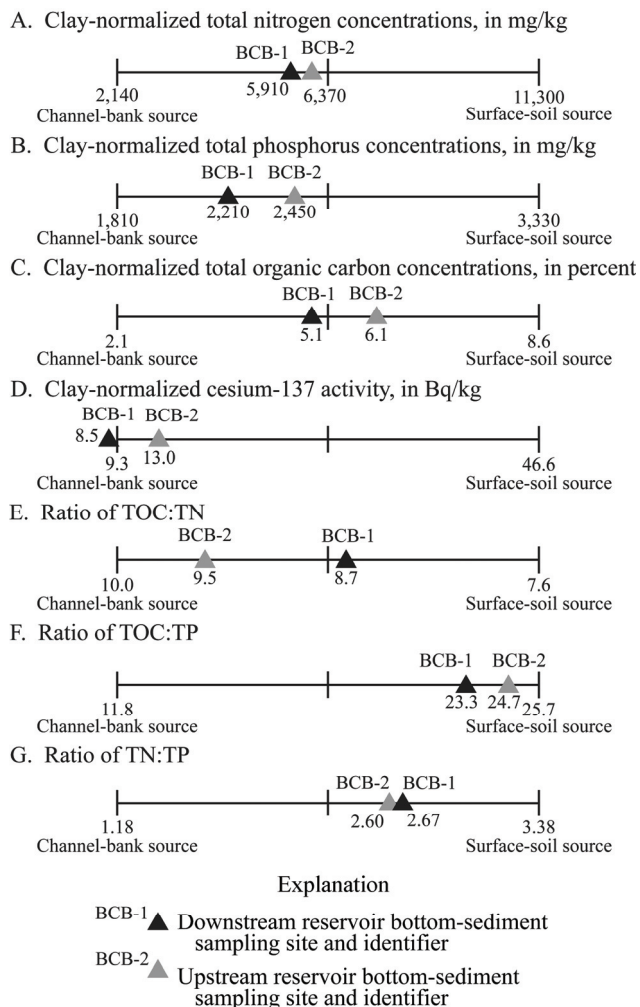 A. Clay-normalized total nitrogen concentrations, in mg/kg
BCB-1 BCB-2
2,140 5,910 6,370 11,300
Channel-bank source Surface-soil source
B. Clay-normalized total phosphorus concentrations, in mg/kg
BCB-1 BCB-2
1,810 2,210 2,450 3,330
Channel-bank source Surface-soil source
C. Clay-normalized total organic carbon concentrations, in percent
BCB-1 BCB-2
2.1 5.1 6.1 8.6
Channel-bank source Surface-soil source
D. Clay-normalized cesium-137 activity, in Bq/kg
BCB-1 BCB-2
8.5
9.3 13.0 46.6
Channel-bank source Surface-soil source
E. Ratio of TOC:TN
BCB-2 BCB-1
10.0 9.5 8.7 7.6
Channel-bank source Surface-soil source
F. Ratio of TOC:TP
BCB-1 BCB-2
11.8 23.3 24.7 25.7
Channel-bank source Surface-soil source
G. Ratio of TN:TP
BCB-2 BCB-1
1.18 2.60 2.67 3.38
Channel-bank source Surface-soil source
Explanation
BCB-1 Downstream reservoir bottom-sediment
sampling site and identifier
BCB-2 Upstream reservoir bottom-sediment
sampling site and identifier